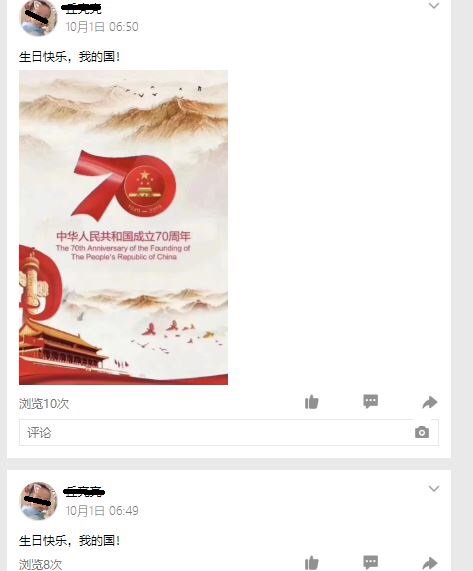 10月1日 06:50
生日快乐，我的国！
70
1949—2019
中华人民共和国成立70周年
The 70th Anniversary of the Founding of
The People's Republic of China
浏览10次
评论
10月1日 06:49
生日快乐，我的国！
浏览8次